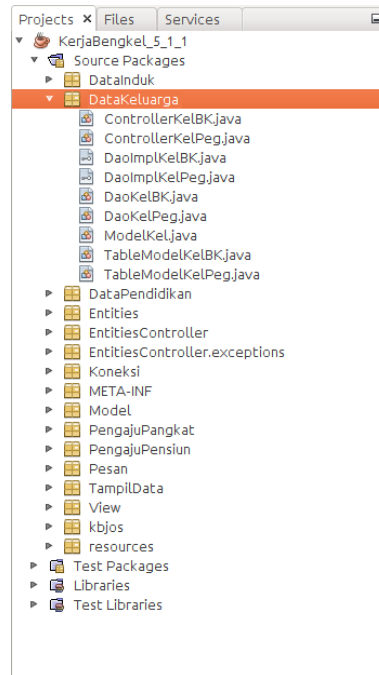 Projects × Files Services
KerjaBengkel_5_1_1
Source Packages
DataInduk
DataKeluarga
ControllerKelBK.java
ControllerKelPeg.java
DaoImplKelBK.java
DaoImplKelPeg.java
DaoKelBK.java
DaoKelPeg.java
ModelKel.java
TableModelKelBK.java
TableModelKelPeg.java
DataPendidikan
Entities
EntitiesController
EntitiesController.exceptions
Koneksi
META-INF
Model
PengajuPangkat
PengajuPensiun
Pesan
TampilData
View
kbjos
resources
Test Packages
Libraries
Test Libraries